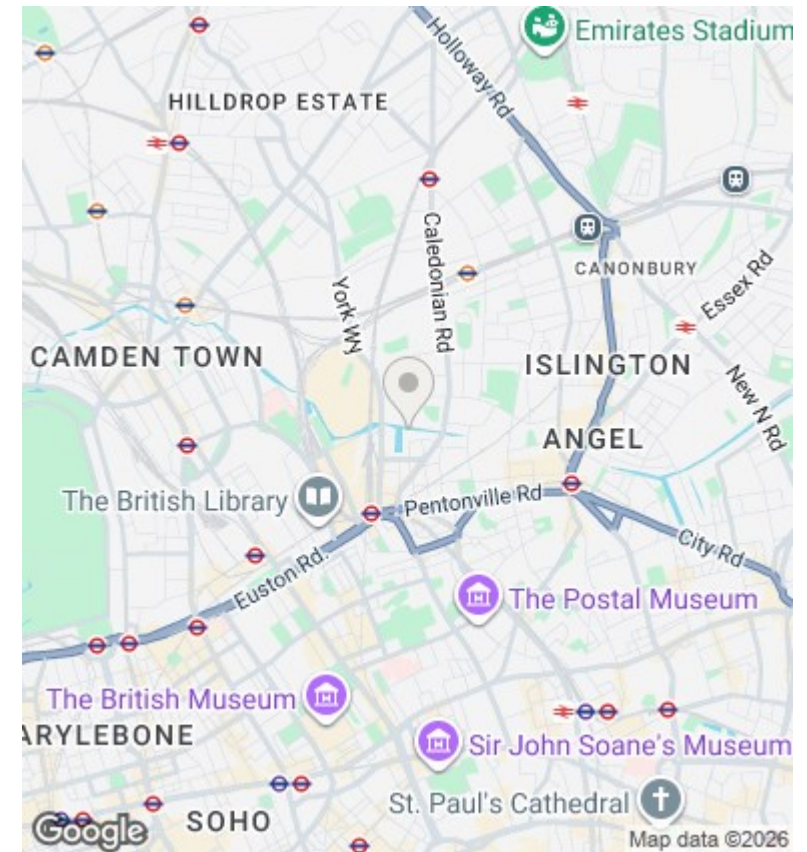 Emirates Stadium
Holloway Rd
HILLDROP ESTATE
Caledonian Rd
CANONBURY
York Wy
Essex Rd
CAMDEN TOWN
ISLINGTON
New N Rd
ANGEL
The British Library
Pentonville Rd
City Rd
Euston Rd.
The Postal Museum
The British Museum
ARYLEBONE
Sir John Soane's Museum
St. Paul's Cathedral
SOHO
Google
Map data ©2026